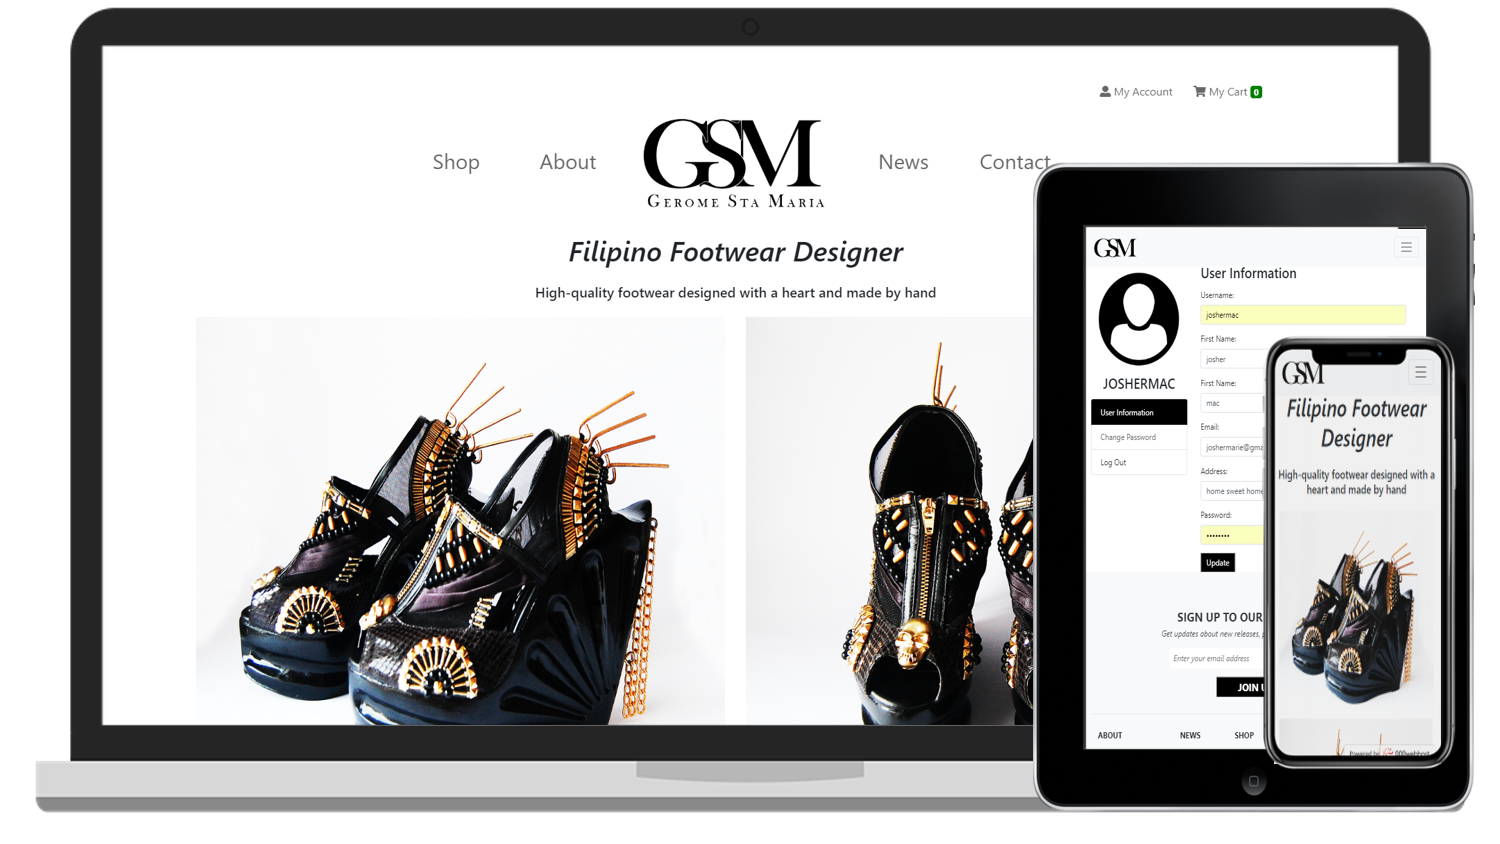 My Account My Cart 0
Shop About GSM News Contact
GEROME STA MARIA
Filipino Footwear Designer
High-quality footwear designed with a heart and made by hand
GSM
User Information
Username:
joshermac
First Name:
josher
First Name:
mac
Email:
joshermarie@gma
Address:
home sweet home
Password:
Update
JOSHERMAC
User Information
Change Password
Log Out
SIGN UP TO OUR
Get updates about new releases,
Enter your email address
JOIN
ABOUT NEWS SHOP
GSM
Filipino Footwear
Designer
High-quality footwear designed with a
heart and made by hand
Powered by 000webhost